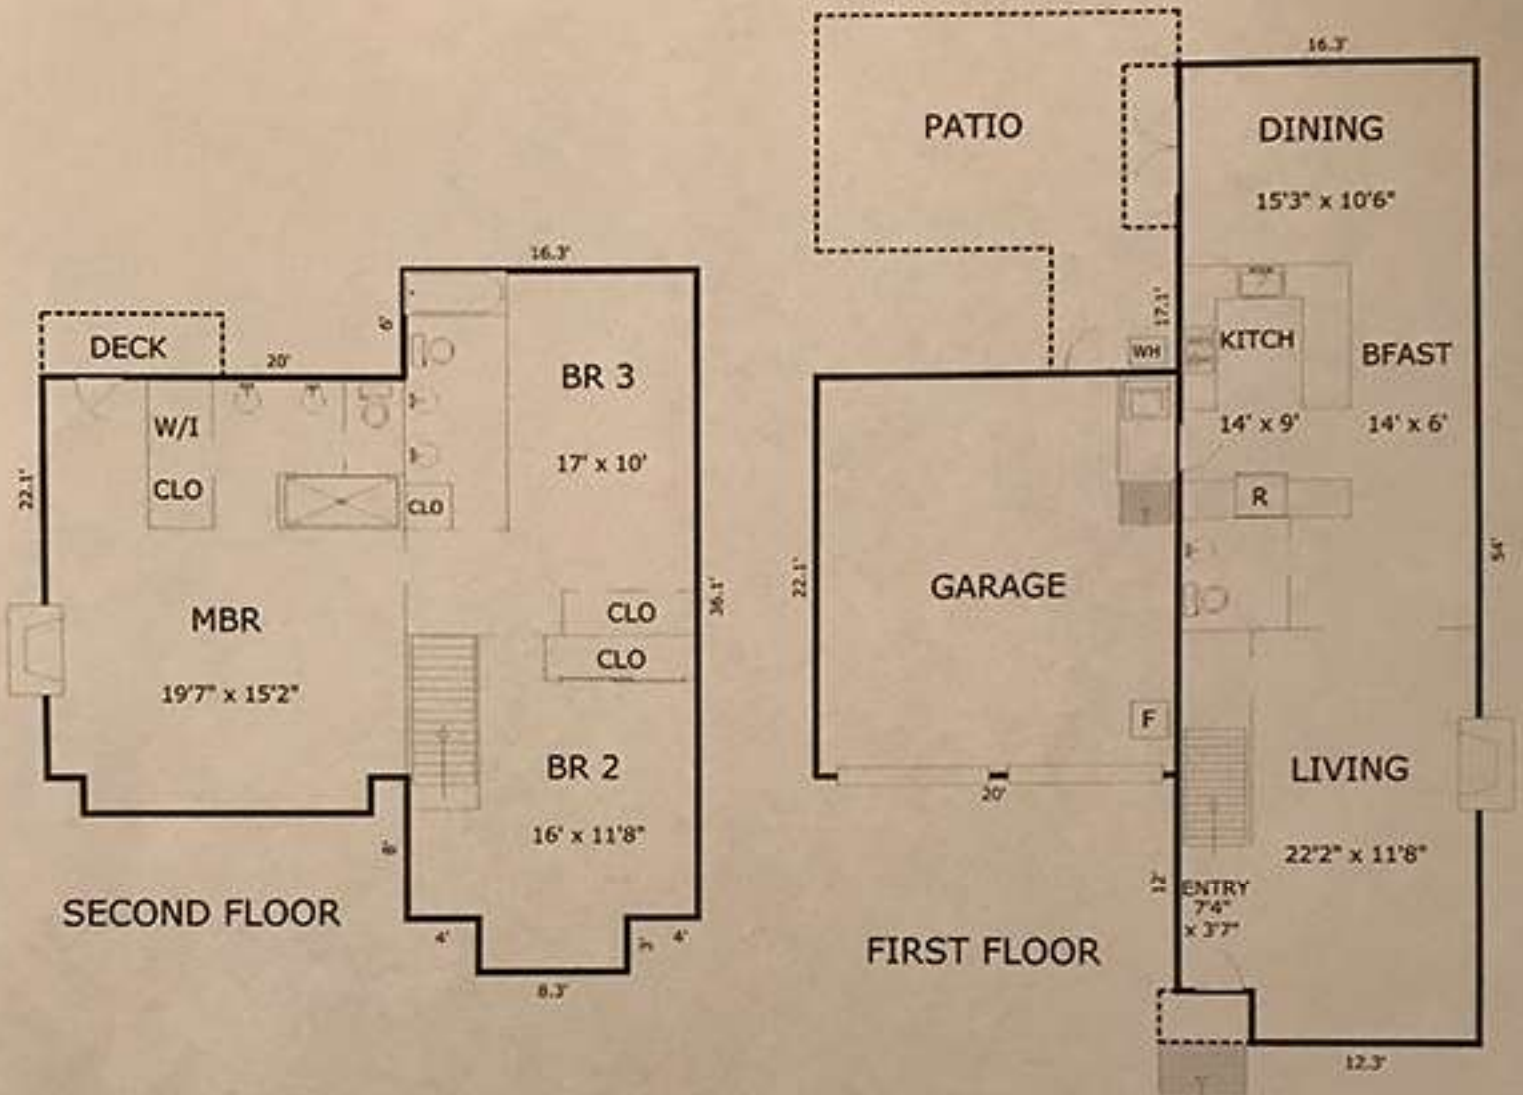 16.3'
DECK
20'
6'
W/I
CLO
CLO
BR 3
17' x 10'
22.1'
MBR
19'7" x 15'2"
CLO
CLO
36.1'
BR 2
16' x 11'8"
8'
SECOND FLOOR
4'
3'
4'
8.3'
PATIO
16.3'
DINING
15'3" x 10'6"
17.1'
WH
KITCH
BFAST
14' x 9'
14' x 6'
R
GARAGE
22.1'
54'
F
20'
LIVING
22'2" x 11'8"
12'
ENTRY
7'4"
x 3'7"
FIRST FLOOR
12.3'